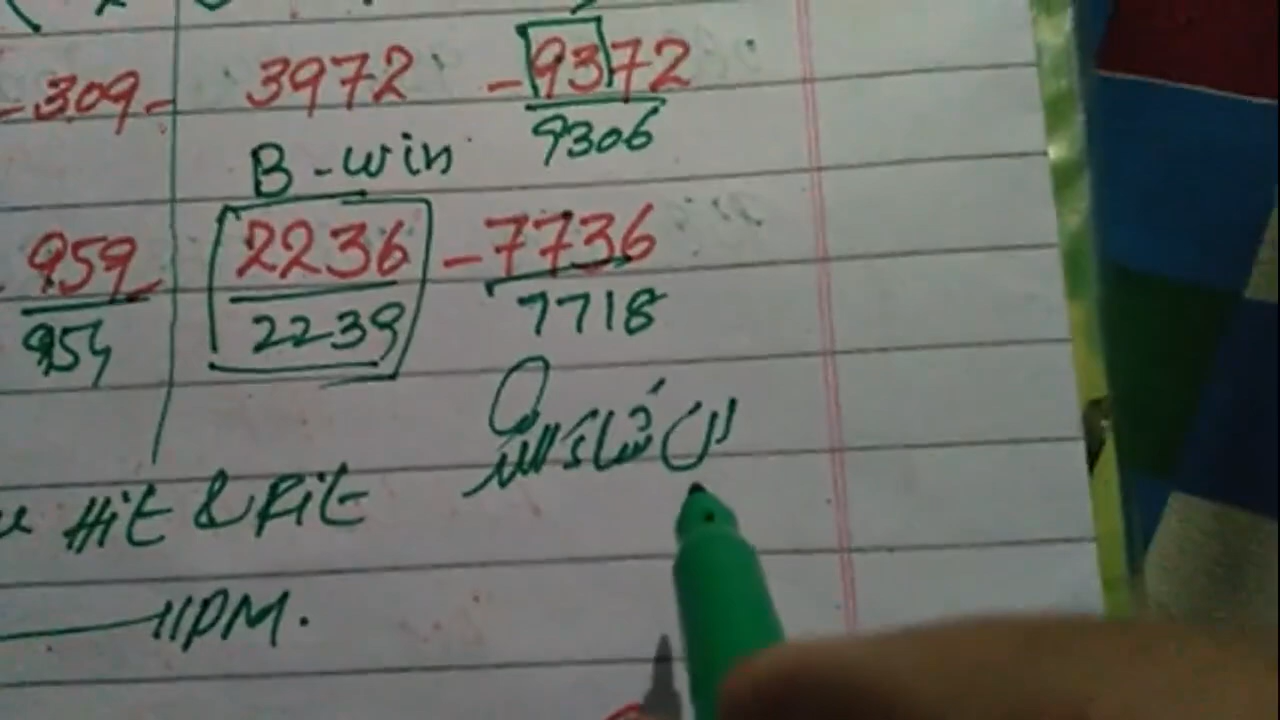 -309- 3972 -9372
9306
B-win
959- 2236 -7736
954 2239 7718
ان شاء اللہ
Hit & Fit
11PM.